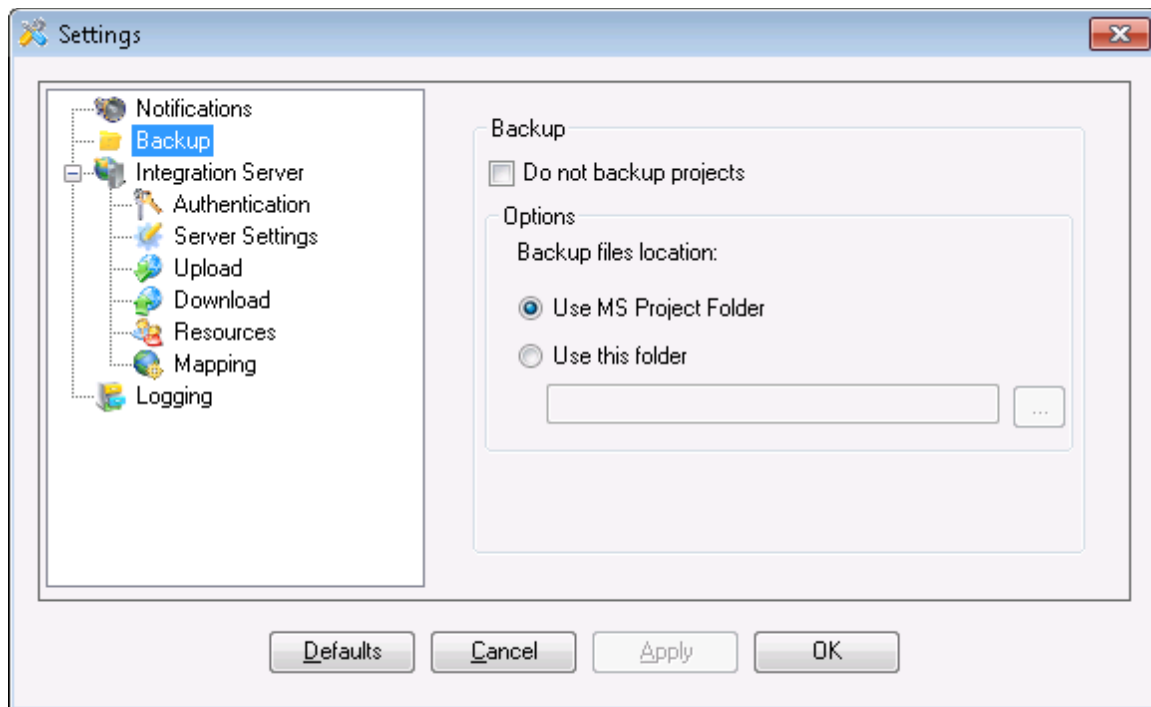 Settings
Notifications
Backup
Integration Server
Authentication
Server Settings
Upload
Download
Resources
Mapping
Logging
Backup
Do not backup projects
Options
Backup files location:
Use MS Project Folder
Use this folder
...
Defaults
Cancel
Apply
OK